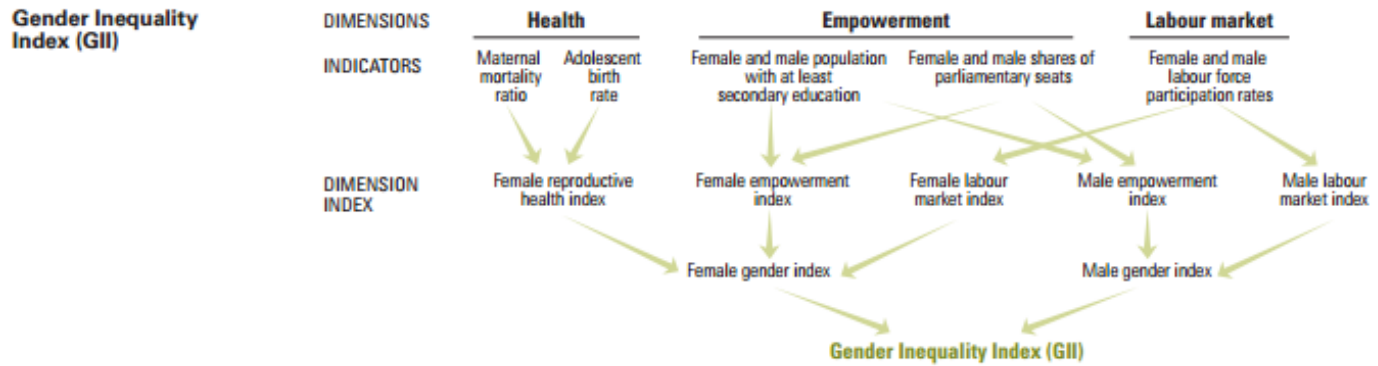 Gender Inequality
Index (GII)
DIMENSIONS
Health
Empowerment
Labour market
INDICATORS
Maternal
mortality
ratio
Adolescent
birth
rate
Female and male population
with at least
secondary education
Female and male shares of
parliamentary seats
Female and male
labour force
participation rates
DIMENSION
INDEX
Female reproductive
health index
Female empowerment
index
Female labour
market index
Male empowerment
index
Male labour
market index
Female gender index
Male gender index
Gender Inequality Index (GII)